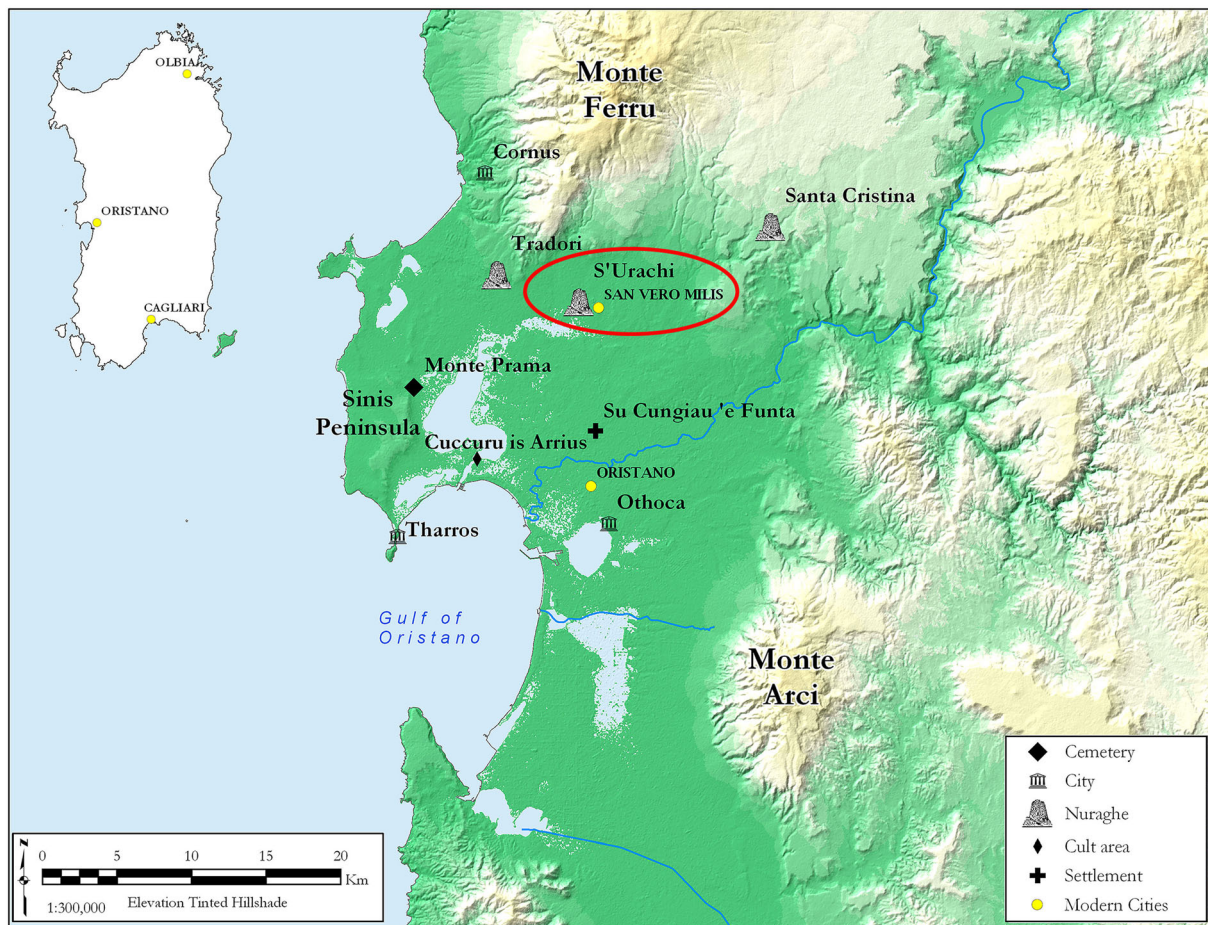 OLBIA
ORISTANO
CAGLIARI
Monte
Ferru
Cornus
Santa Cristina
Tradori
S'Urachi
SAN VERO MILIS
Monte Prama
Sinis
Peninsula
Su Cungiau 'e Funta
Cuccuru is Arrius
ORISTANO
Othoca
Tharros
Gulf of
Oristano
Monte
Arci
Cemetery
City
Nuraghe
Cult area
Settlement
Modern Cities
N
0 5 10 15 20
Km
1:300,000
Elevation Tinted Hillshade